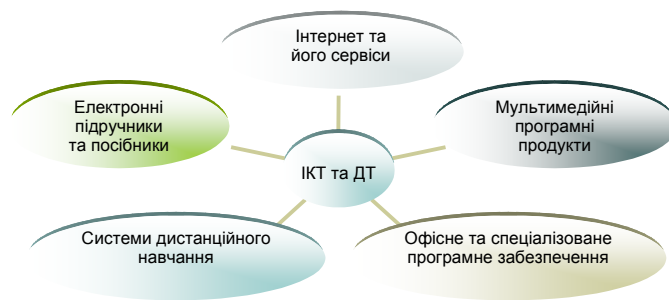 Інтернет та
його сервіси
Електронні
підручники
та посібники
Мультимедійні
програмні
продукти
ІКТ та ДТ
Системи дистанційного
навчання
Офісне та спеціалізоване
програмне забезпечення